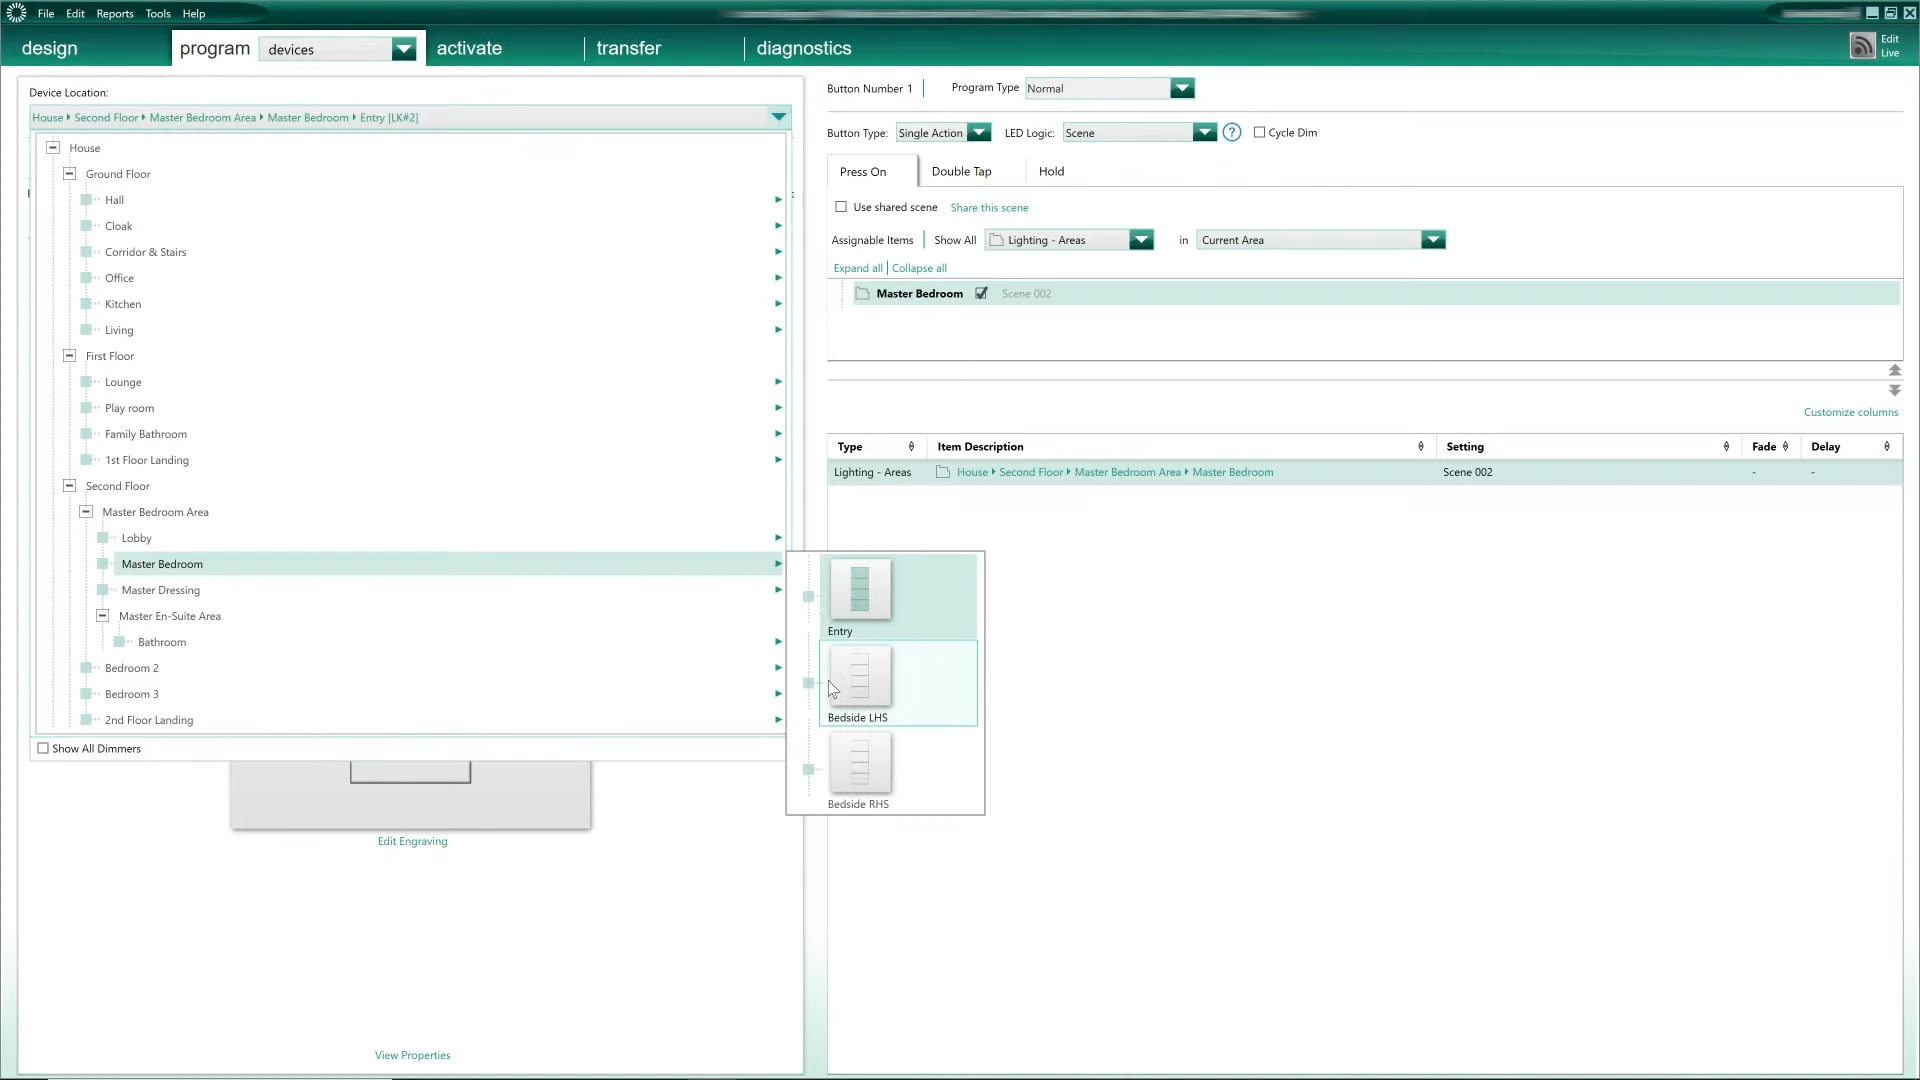 File Edit Reports Tools Help
design program devices activate transfer diagnostics Edit Live
Device Location:
House Second Floor Master Bedroom Area Master Bedroom Entry [LK#2]
House
Ground Floor
Hall
Cloak
Corridor & Stairs
Office
Kitchen
Living
First Floor
Lounge
Play room
Family Bathroom
1st Floor Landing
Second Floor
Master Bedroom Area
Lobby
Master Bedroom
Master Dressing
Master En-Suite Area
Bathroom
Bedroom 2
Bedroom 3
2nd Floor Landing
Show All Dimmers
Edit Engraving
View Properties
Entry
Bedside LHS
Bedside RHS
Button Number 1 Program Type Normal
Button Type: Single Action LED Logic: Scene ? Cycle Dim
Press On Double Tap Hold
Use shared scene Share this scene
Assignable Items Show All Lighting - Areas in Current Area
Expand all Collapse all
Master Bedroom Scene 002
Customize columns
Type Item Description Setting Fade Delay
Lighting - Areas House Second Floor Master Bedroom Area Master Bedroom Scene 002 - -